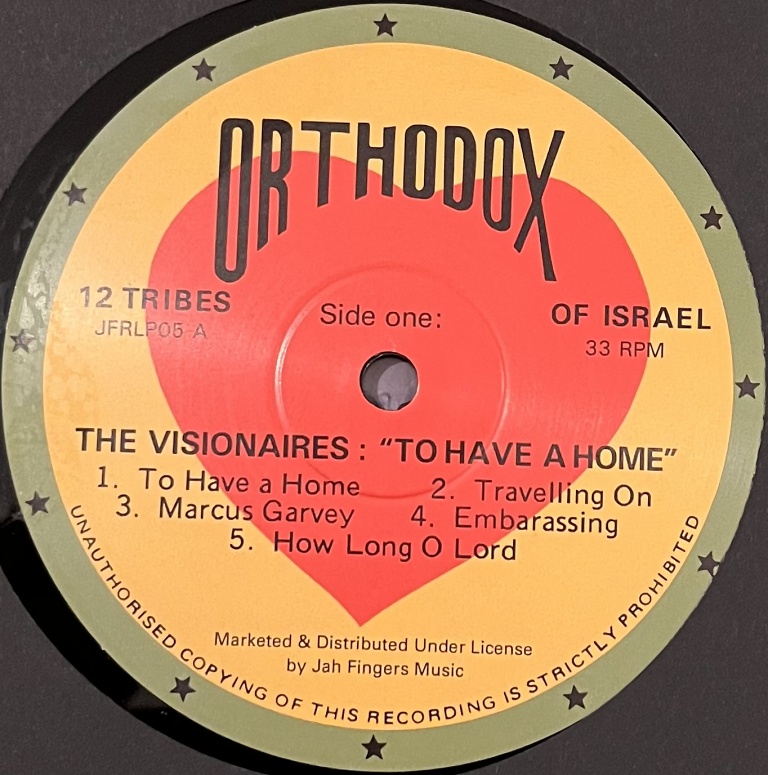 ORTHODOX
12 TRIBES OF ISRAEL
JFRLP05-A Side one: 33 RPM
THE VISIONAIRES : "TO HAVE A HOME"
1. To Have a Home 2. Travelling On
3. Marcus Garvey 4. Embarassing
5. How Long O Lord
Marketed & Distributed Under License
by Jah Fingers Music
UNAUTHORISED COPYING OF THIS RECORDING IS STRICTLY PROHIBITED